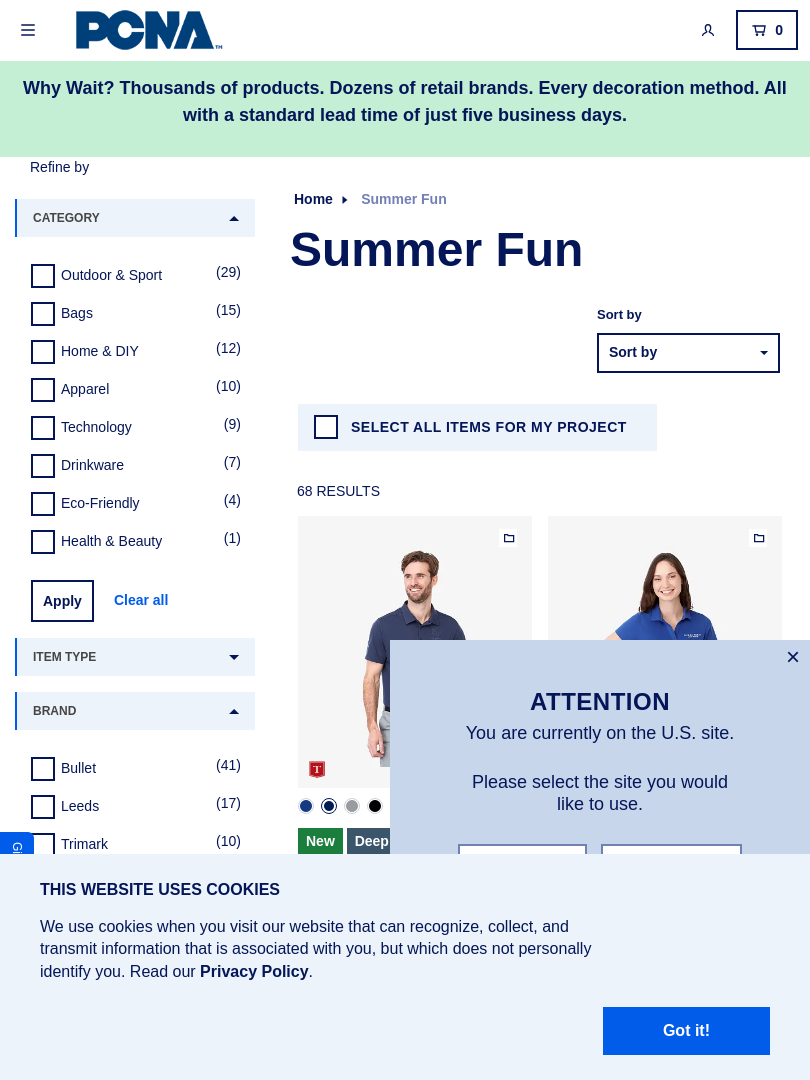 PCNA™
0
Why Wait? Thousands of products. Dozens of retail brands. Every decoration method. All
with a standard lead time of just five business days.
Refine by
CATEGORY
Outdoor & Sport (29)
Bags (15)
Home & DIY (12)
Apparel (10)
Technology (9)
Drinkware (7)
Eco-Friendly (4)
Health & Beauty (1)
Apply Clear all
ITEM TYPE
BRAND
Bullet (41)
Leeds (17)
Trimark (10)
Home Summer Fun
Summer Fun
Sort by
Sort by
SELECT ALL ITEMS FOR MY PROJECT
68 RESULTS
T
New Deep
×
ATTENTION
You are currently on the U.S. site.
Please select the site you would
like to use.
THIS WEBSITE USES COOKIES
We use cookies when you visit our website that can recognize, collect, and
transmit information that is associated with you, but which does not personally
identify you. Read our Privacy Policy.
Got it!